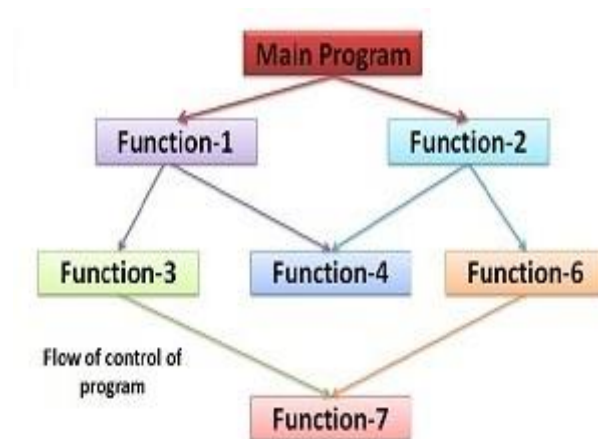 Main Program
Function-1
Function-2
Function-3
Function-4
Function-6
Flow of control of
program
Function-7